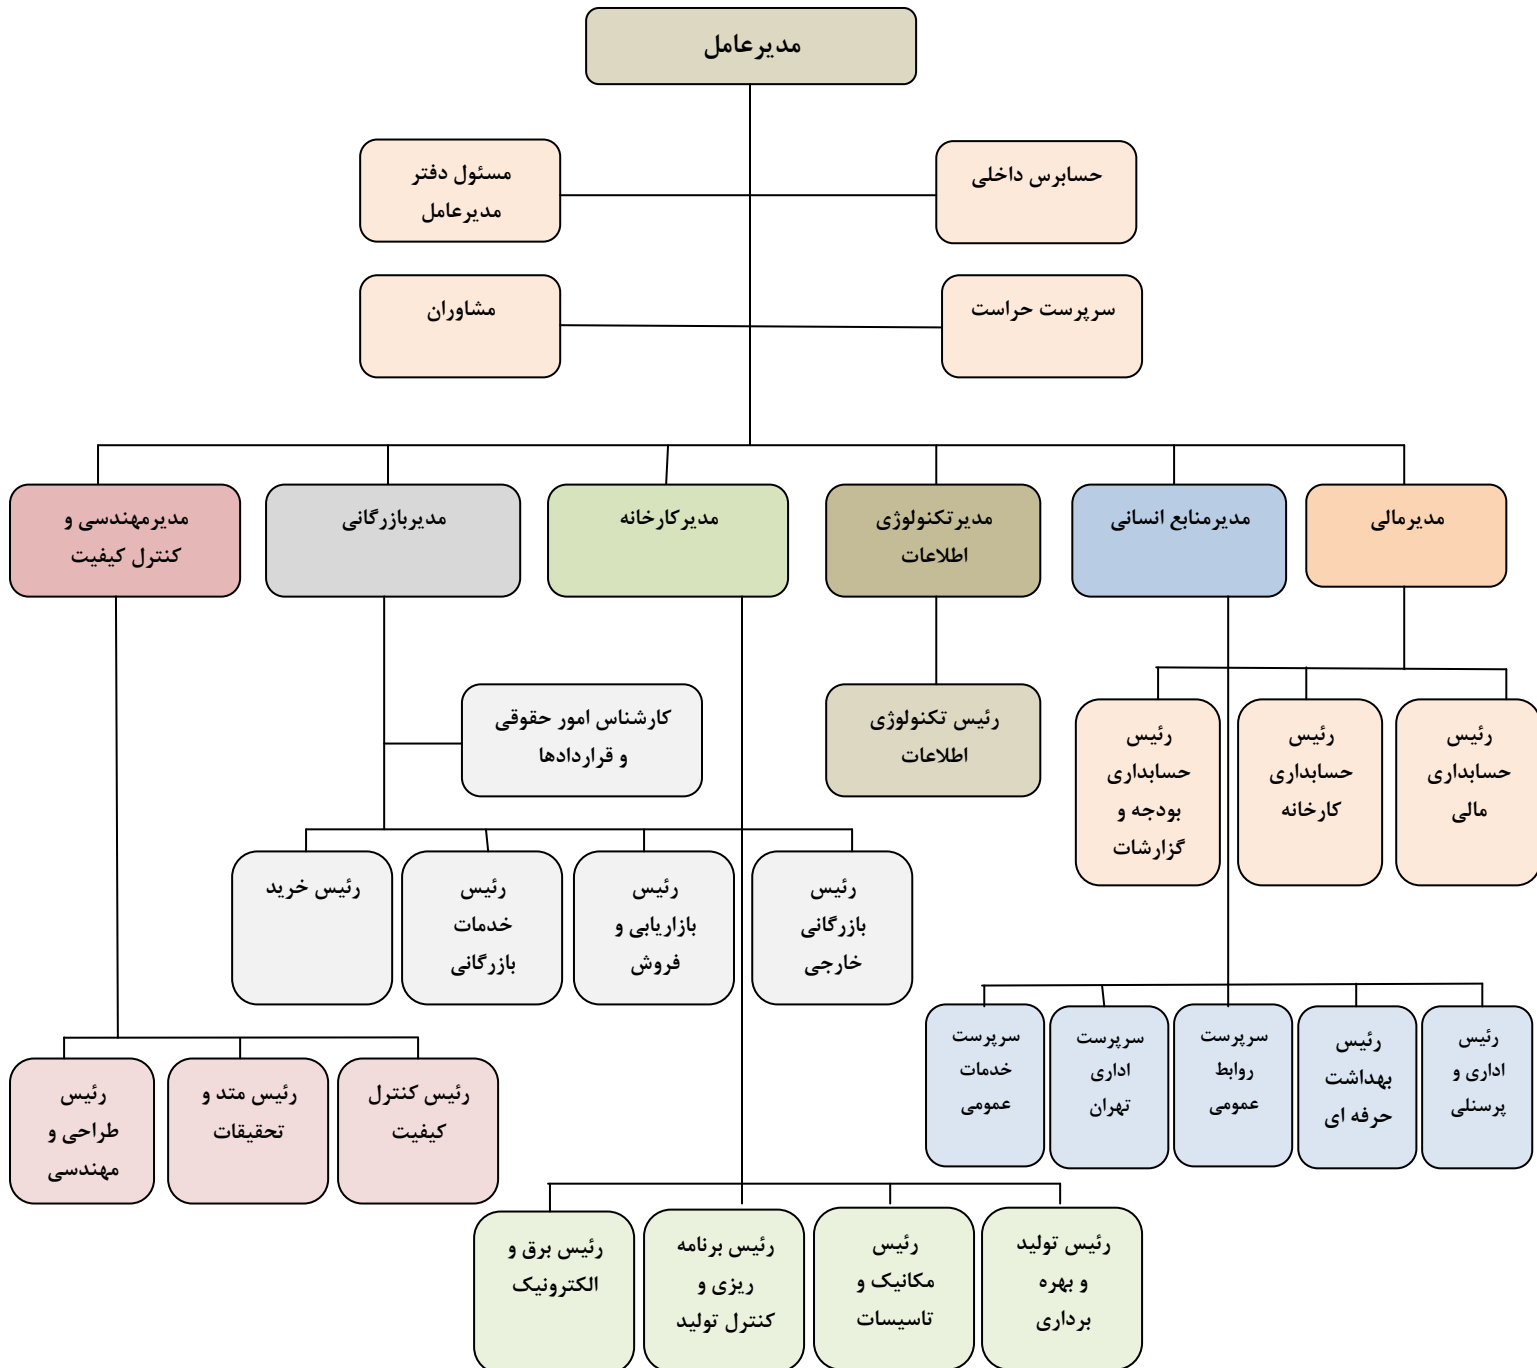 مدیرعامل
حسابرس داخلی
مسئول دفتر
مدیرعامل
سرپرست حراست
مشاوران
مدیرمالی
مدیرمنابع انسانی
مدیرتکنولوژی
اطلاعات
مدیرکارخانه
مدیربازرگانی
مدیرمهندسی و
کنترل کیفیت
رئیس
حسابداری
مالی
رئیس
حسابداری
کارخانه
رئیس
حسابداری
بودجه و
گزارشات
رئیس تکنولوژی
اطلاعات
کارشناس امور حقوقی
و قراردادها
رئیس
بازرگانی
خارجی
رئیس
بازاریابی و
فروش
رئیس
خدمات
بازرگانی
رئیس خرید
رئیس
اداری و
پرسنلی
رئیس
بهداشت
حرفه ای
سرپرست
روابط
عمومی
سرپرست
اداری
تهران
سرپرست
خدمات
عمومی
رئیس کنترل
کیفیت
رئیس متد و
تحقیقات
رئیس
طراحی و
مهندسی
رئیس تولید
و بهره
برداری
رئیس
مکانیک و
تاسیسات
رئیس برنامه
ریزی و
کنترل تولید
رئیس برق و
الکترونیک